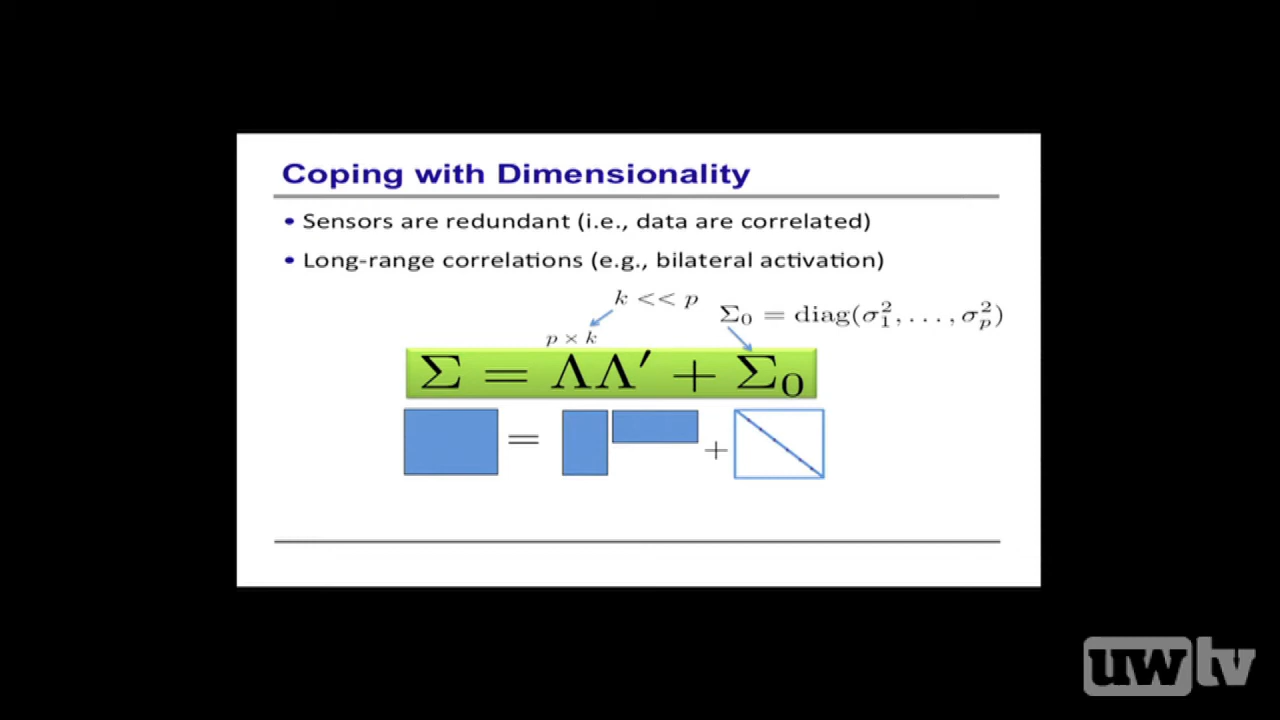 Coping with Dimensionality
• Sensors are redundant (i.e., data are correlated)
• Long-range correlations (e.g., bilateral activation)
k << p
Σ₀ = diag(σ₁², . . . , σₚ²)
p × k
Σ = ΛΛ′ + Σ₀
= +
uwtv